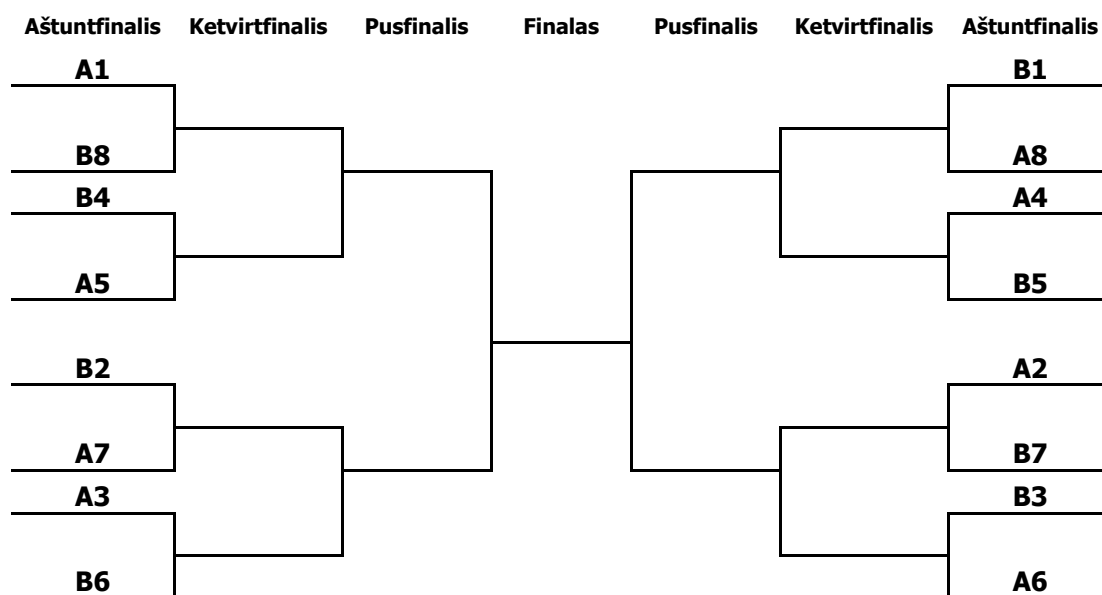 Aštuntfinalis Ketvirtfinalis Pusfinalis Finalas Pusfinalis Ketvirtfinalis Aštuntfinalis
A1 B1
B8 A8
B4 A4
A5 B5
B2 A2
A7 B7
A3 B3
B6 A6